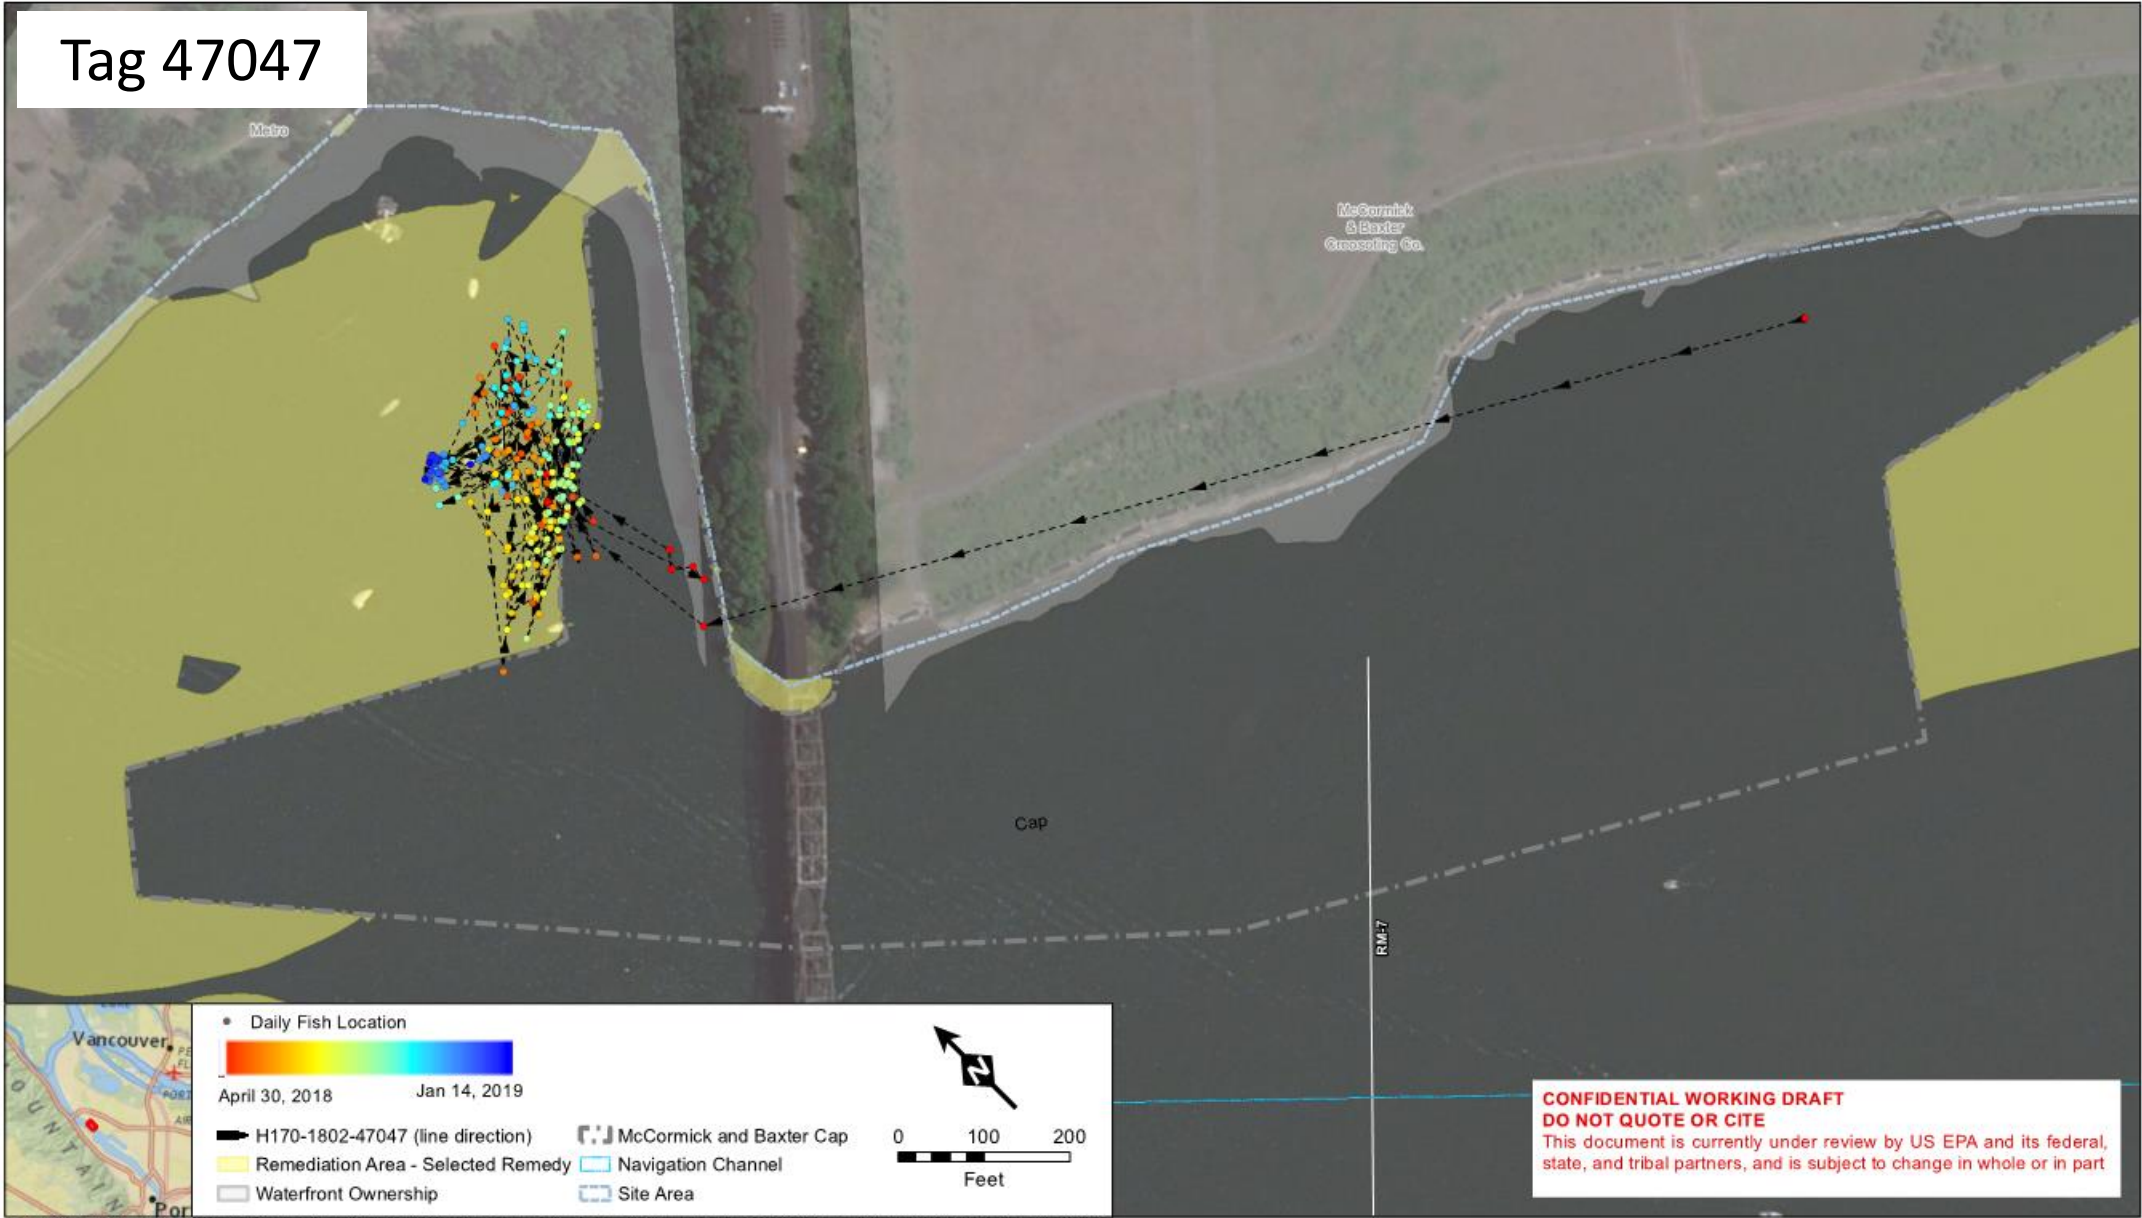 Tag 47047
Metro
McCormick
& Baxter
Creosoting Co.
Cap
RM-7
Vancouver
Daily Fish Location
April 30, 2018
Jan 14, 2019
H170-1802-47047 (line direction)
Remediation Area - Selected Remedy
Waterfront Ownership
McCormick and Baxter Cap
Navigation Channel
Site Area
N
0 100 200
Feet
CONFIDENTIAL WORKING DRAFT
DO NOT QUOTE OR CITE
This document is currently under review by US EPA and its federal,
state, and tribal partners, and is subject to change in whole or in part